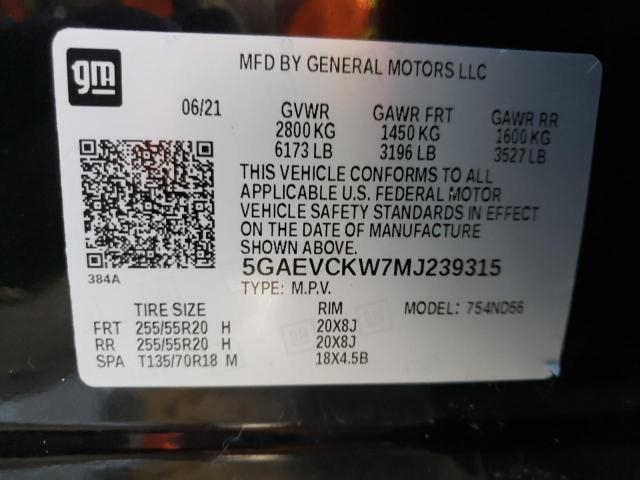 gm
MFD BY GENERAL MOTORS LLC
06/21 GVWR GAWR FRT GAWR RR
2800 KG 1450 KG 1600 KG
6173 LB 3196 LB 3527 LB
THIS VEHICLE CONFORMS TO ALL
APPLICABLE U.S. FEDERAL MOTOR
VEHICLE SAFETY STANDARDS IN EFFECT
ON THE DATE OF MANUFACTURE
SHOWN ABOVE.
384A
5GAEVCKW7MJ239315
TYPE: M.P.V.
TIRE SIZE RIM MODEL: 754ND56
FRT 255/55R20 H 20X8J
RR 255/55R20 H 20X8J
SPA T135/70R18 M 18X4.5B